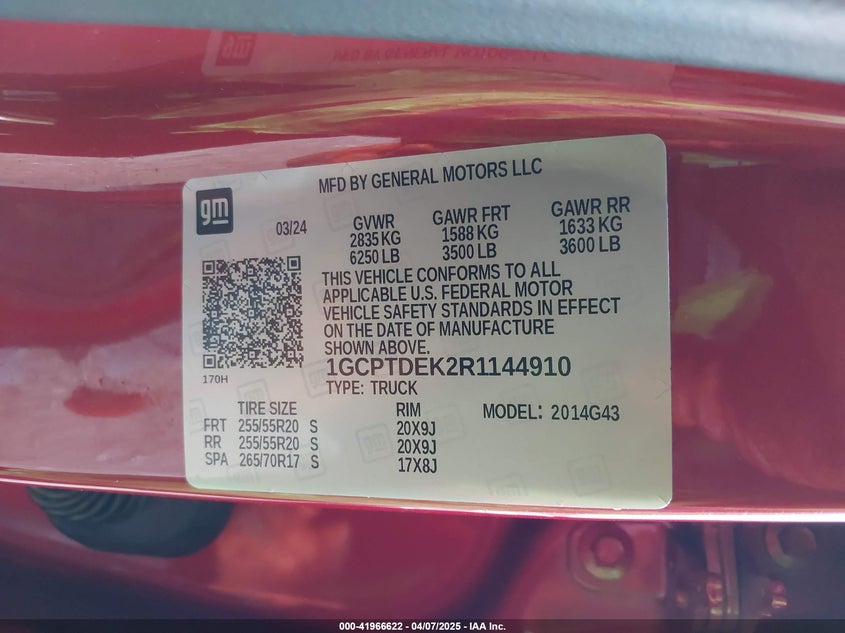 MFD BY GENERAL MOTORS LLC
gm
03/24
GVWR GAWR FRT GAWR RR
2835 KG 1588 KG 1633 KG
6250 LB 3500 LB 3600 LB
THIS VEHICLE CONFORMS TO ALL
APPLICABLE U.S. FEDERAL MOTOR
VEHICLE SAFETY STANDARDS IN EFFECT
ON THE DATE OF MANUFACTURE
SHOWN ABOVE.
170H
1GCPTDEK2R1144910
TYPE: TRUCK
TIRE SIZE RIM MODEL: 2014G43
FRT 255/55R20 S 20X9J
RR 255/55R20 S 20X9J
SPA 265/70R17 S 17X8J
000-41966622 - 04/07/2025 - IAA Inc.